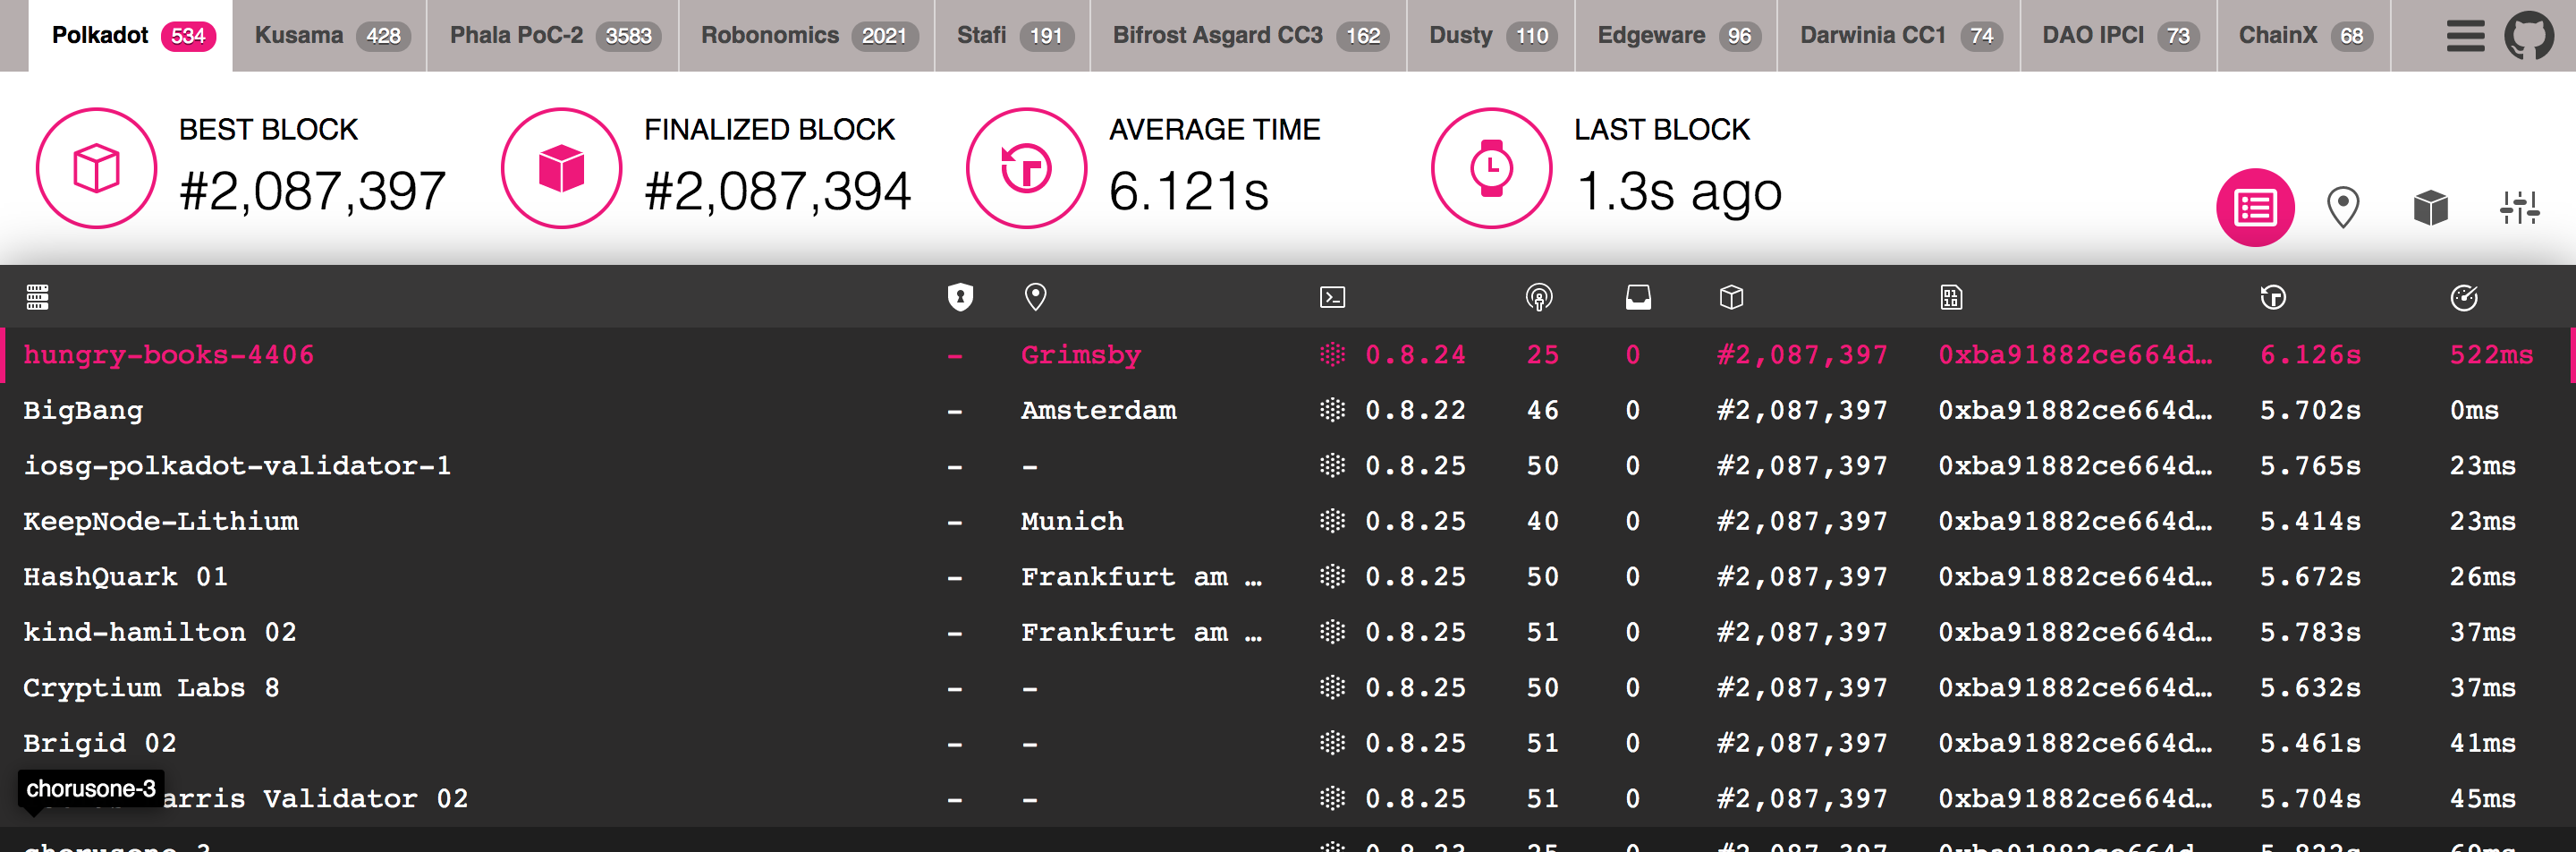 Polkadot 534 Kusama 428 Phala PoC-2 3583 Robonomics 2021 Stafi 191 Bifrost Asgard CC3 162 Dusty 110 Edgeware 96 Darwinia CC1 74 DAO IPCI 73 ChainX 68
BEST BLOCK
#2,087,397
FINALIZED BLOCK
#2,087,394
AVERAGE TIME
6.121s
LAST BLOCK
1.3s ago
hungry-books-4406 - Grimsby 0.8.24 25 0 #2,087,397 0xba91882ce664d… 6.126s 522ms
BigBang - Amsterdam 0.8.22 46 0 #2,087,397 0xba91882ce664d… 5.702s 0ms
iosg-polkadot-validator-1 - - 0.8.25 50 0 #2,087,397 0xba91882ce664d… 5.765s 23ms
KeepNode-Lithium - Munich 0.8.25 40 0 #2,087,397 0xba91882ce664d… 5.414s 23ms
HashQuark 01 - Frankfurt am … 0.8.25 50 0 #2,087,397 0xba91882ce664d… 5.672s 26ms
kind-hamilton 02 - Frankfurt am … 0.8.25 51 0 #2,087,397 0xba91882ce664d… 5.783s 37ms
Cryptium Labs 8 - - 0.8.25 50 0 #2,087,397 0xba91882ce664d… 5.632s 37ms
Brigid 02 - - 0.8.25 51 0 #2,087,397 0xba91882ce664d… 5.461s 41ms
chorusone-3
arris Validator 02 - - 0.8.25 51 0 #2,087,397 0xba91882ce664d… 5.704s 45ms
chorusone-3 0.8.23 #2,087,397 0xba91882ce664d…